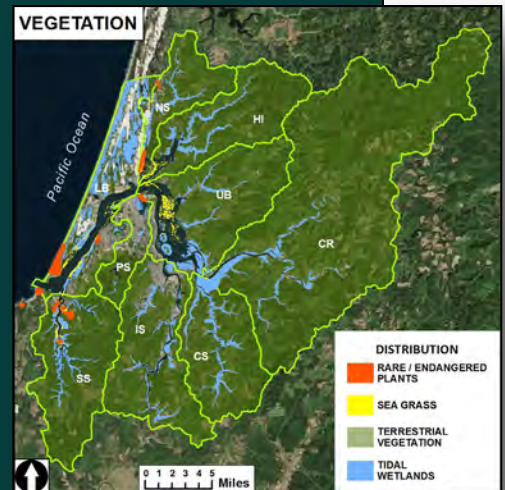 VEGETATION
Pacific Ocean
NS
HI
LB
UB
CR
PS
IS
CS
SS
DISTRIBUTION
RARE / ENDANGERED
PLANTS
SEA GRASS
TERRESTRIAL
VEGETATION
TIDAL
WETLANDS
0 1 2 3 4 5
Miles